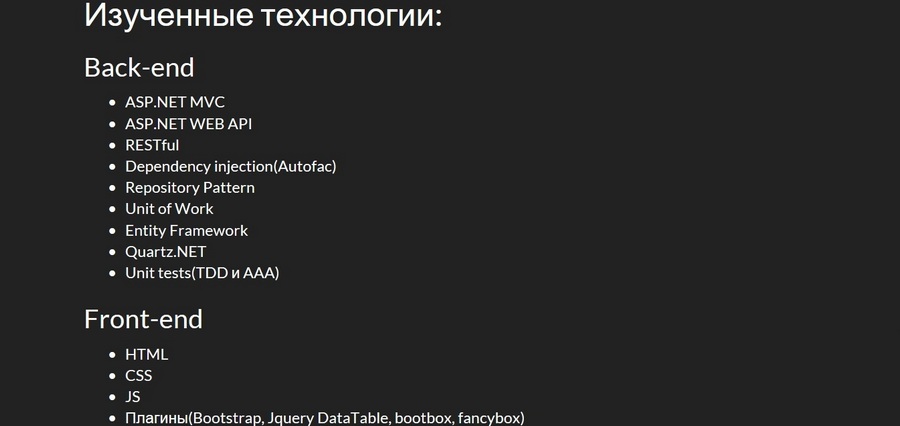 Изученные технологии:
Back-end
• ASP.NET MVC
• ASP.NET WEB API
• RESTful
• Dependency injection(Autofac)
• Repository Pattern
• Unit of Work
• Entity Framework
• Quartz.NET
• Unit tests(TDD и AAA)
Front-end
• HTML
• CSS
• JS
• Плагины(Bootstrap, Jquery DataTable, bootbox, fancybox)